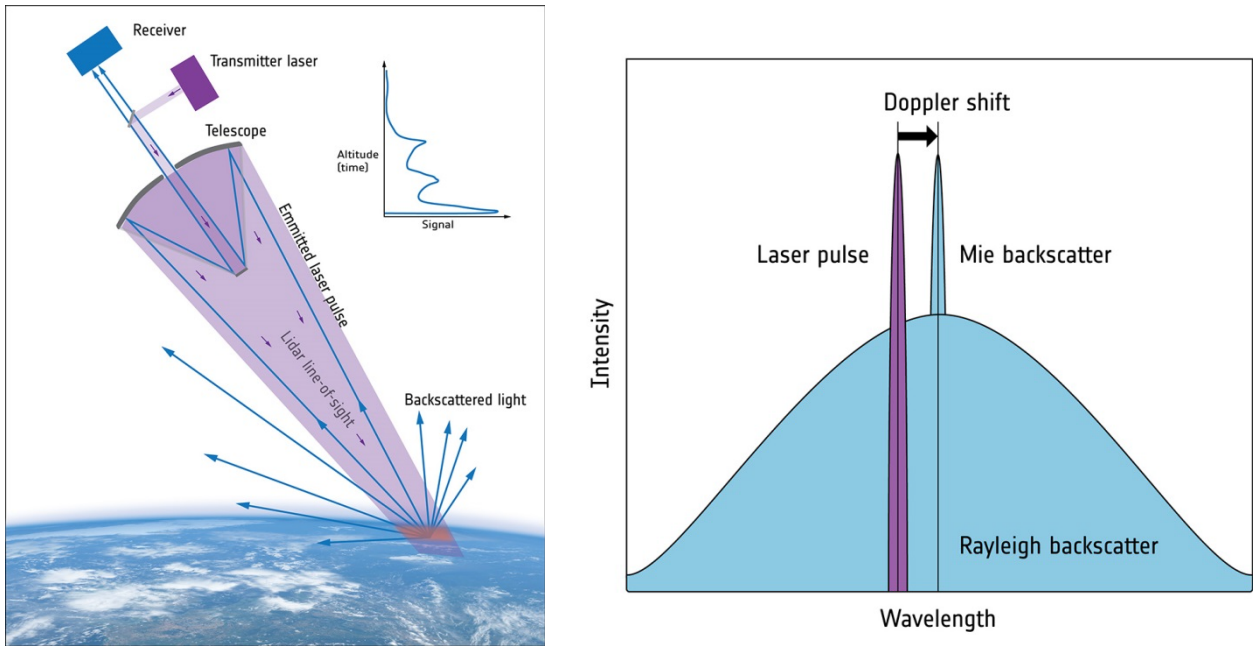 Receiver
Transmitter laser
Telescope
Altitude
(time)
Signal
Emmitted laser pulse
Lidar line-of-sight
Backscattered light
Doppler shift
Laser pulse
Mie backscatter
Intensity
Rayleigh backscatter
Wavelength